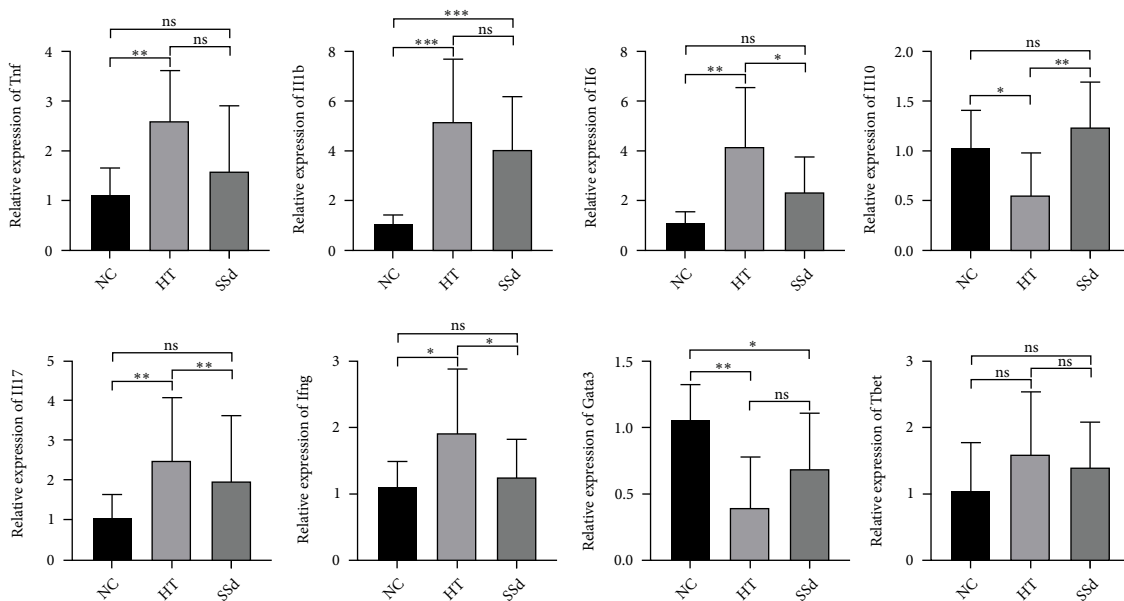 Relative expression of Tnf
4
3
2
1
0
ns
**
ns
NC
HT
SSd
Relative expression of Il1b
8
6
4
2
0
***
***
ns
NC
HT
SSd
Relative expression of Il6
8
6
4
2
0
ns
**
*
NC
HT
SSd
Relative expression of Il10
2.0
1.5
1.0
0.5
0.0
ns
**
*
NC
HT
SSd
Relative expression of Il17
5
4
3
2
1
0
ns
**
**
NC
HT
SSd
Relative expression of Ifng
3
2
1
0
ns
*
*
NC
HT
SSd
Relative expression of Gata3
1.5
1.0
0.5
0.0
*
**
ns
NC
HT
SSd
Relative expression of Tbet
3
2
1
0
ns
ns
ns
NC
HT
SSd